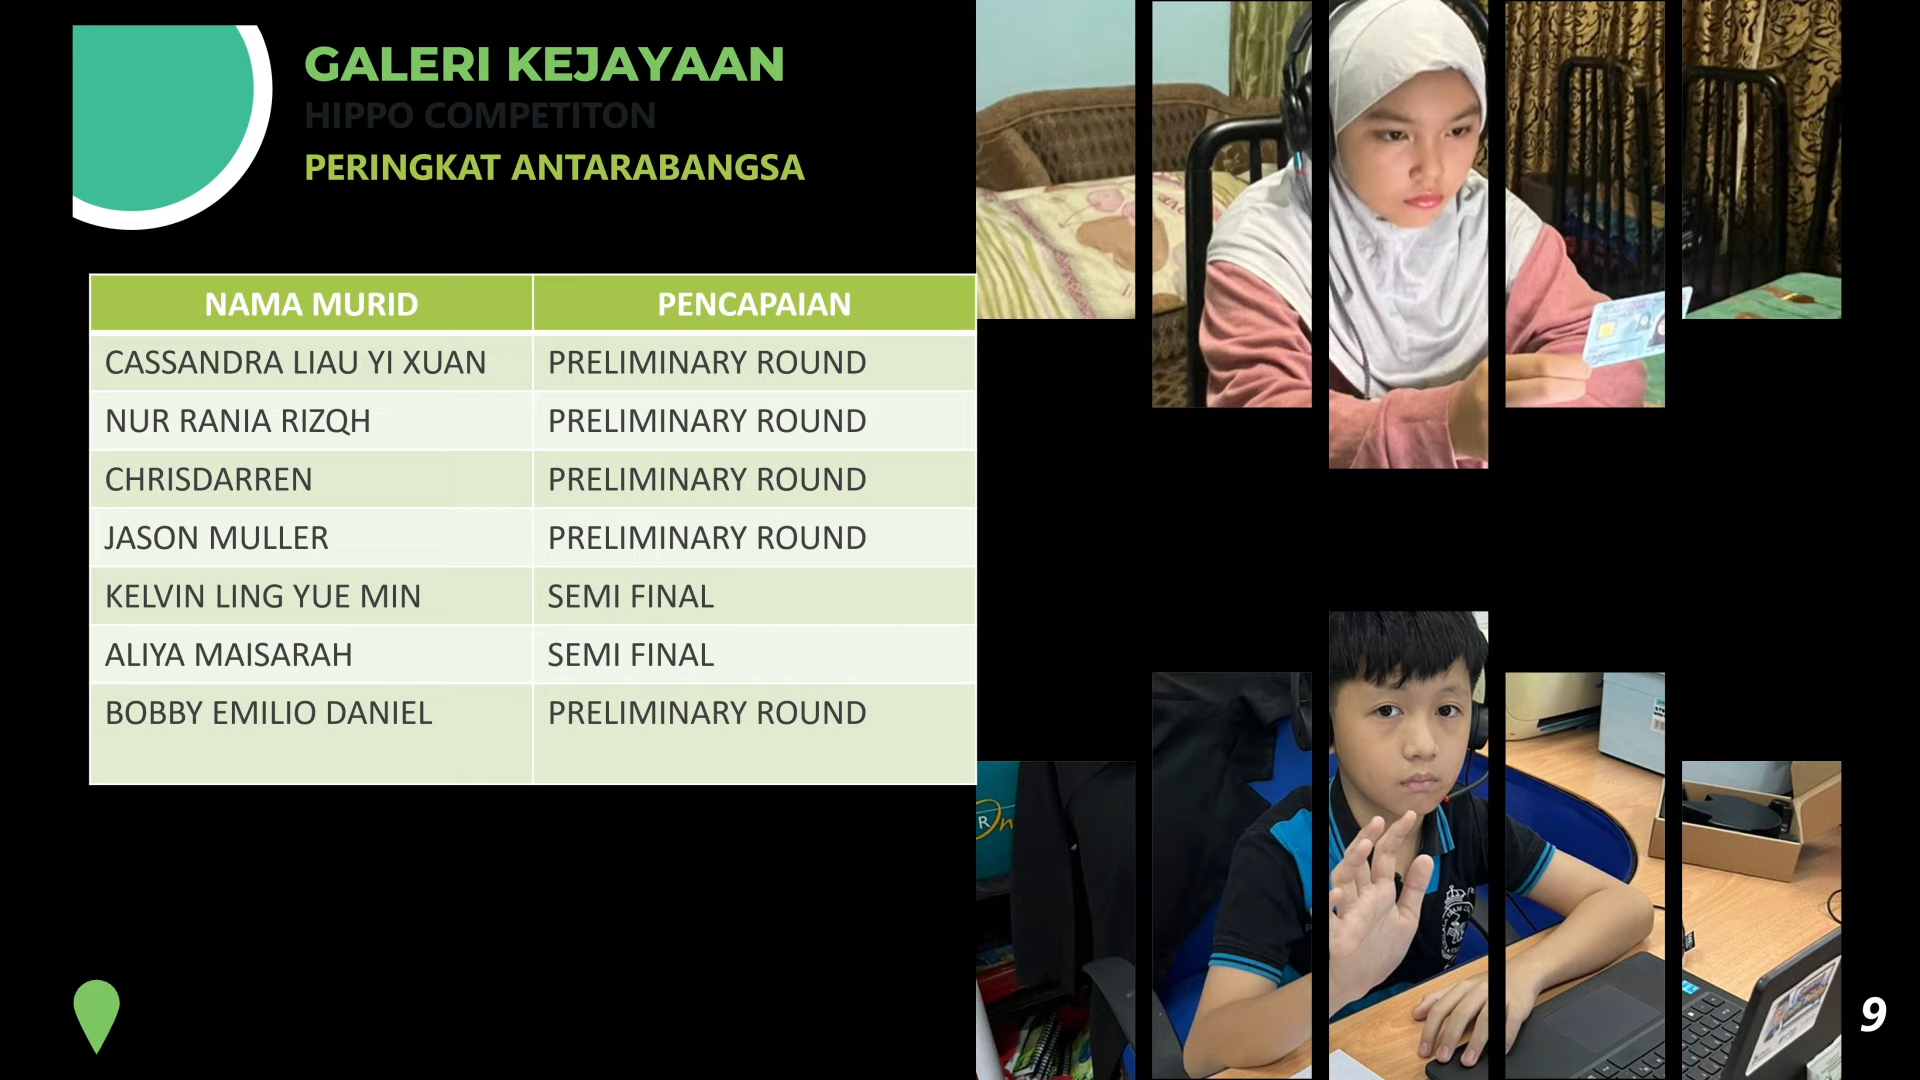 GALERI KEJAYAAN
HIPPO COMPETITON
PERINGKAT ANTARABANGSA
NAMA MURID PENCAPAIAN
CASSANDRA LIAU YI XUAN PRELIMINARY ROUND
NUR RANIA RIZQH PRELIMINARY ROUND
CHRISDARREN PRELIMINARY ROUND
JASON MULLER PRELIMINARY ROUND
KELVIN LING YUE MIN SEMI FINAL
ALIYA MAISARAH SEMI FINAL
BOBBY EMILIO DANIEL PRELIMINARY ROUND
9